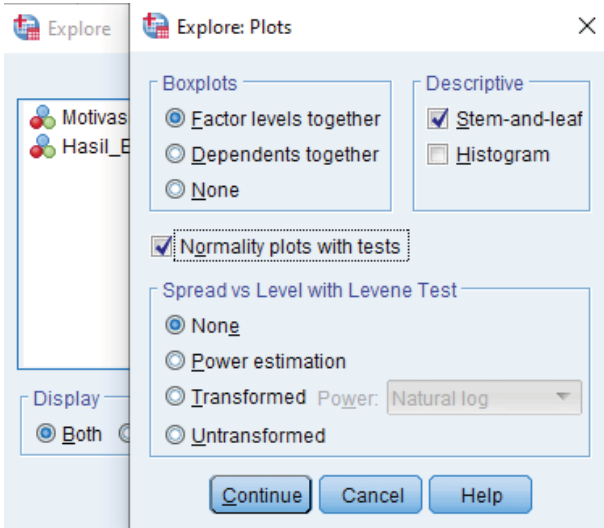 Explore
Explore: Plots
Motivas
Hasil_
Display
Both
Boxplots
Factor levels together
Dependents together
None
Descriptive
Stem-and-leaf
Histogram
Normality plots with tests
Spread vs Level with Levene Test
None
Power estimation
Transformed Power: Natural log
Untransformed
Continue Cancel Help